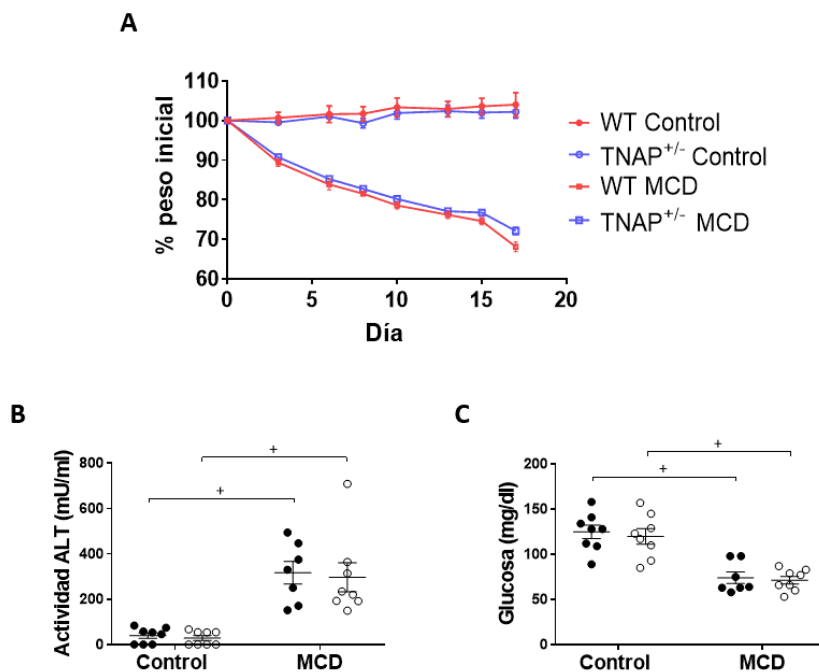 A
110
100
90
80
70
60
% peso inicial
0 5 10 15 20
Día
WT Control
TNAP+/- Control
WT MCD
TNAP+/- MCD
B
800
600
400
200
0
Actividad ALT (mU/ml)
+
+
Control MCD
C
200
150
100
50
0
Glucosa (mg/dl)
+
+
Control MCD